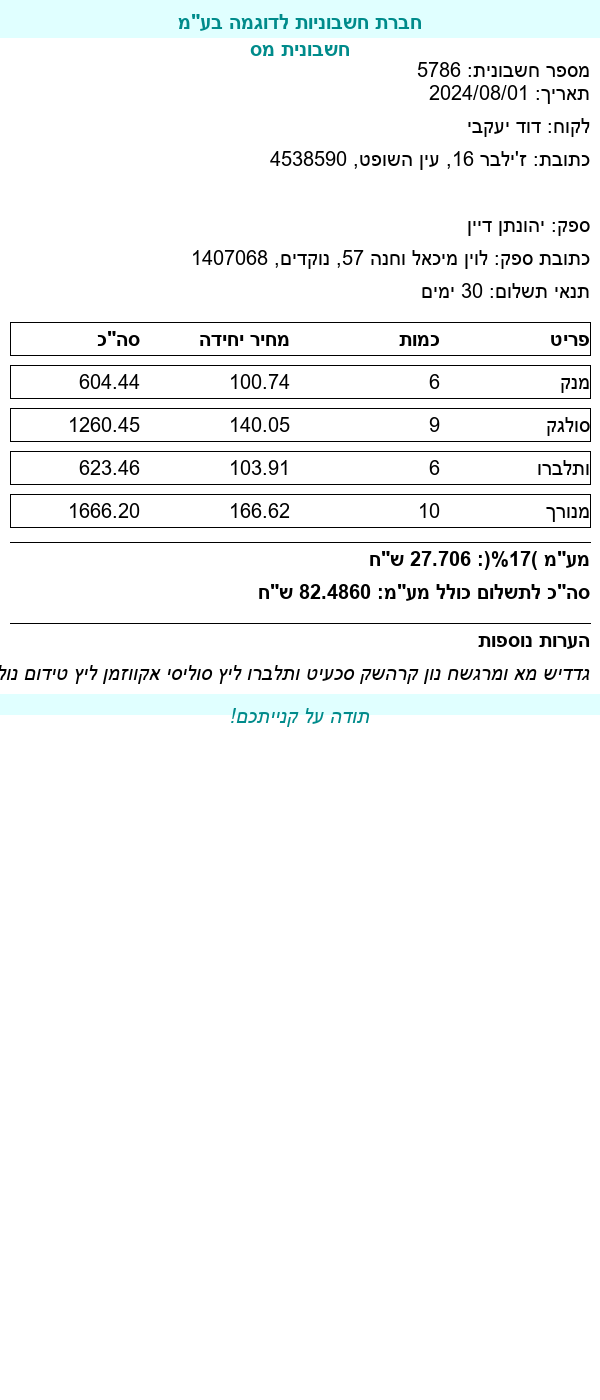 חברת חשבוניות לדוגמה בע"מ
חשבונית מס
מספר חשבונית: 5786
תאריך: 2024/08/01
לקוח: דוד יעקבי
כתובת: ז'ילבר 16, עין השופט, 4538590
ספק: יהונתן דיין
כתובת ספק: לוין מיכאל וחנה 57, נוקדים, 1407068
תנאי תשלום: 30 ימים
פריט כמות מחיר יחידה סה"כ
מנק 6 100.74 604.44
סולגק 9 140.05 1260.45
ותלברו 6 103.91 623.46
מנורך 10 166.62 1666.20
מע"מ )17%(: 27.706 ש"ח
סה"כ לתשלום כולל מע"מ: 82.4860 ש"ח
הערות נוספות
גדדיש מא ומרגשח נון קרהשק סכעיט ותלברו ליץ סוליסי אקווזמן ליץ טידום נול
תודה על קנייתכם!